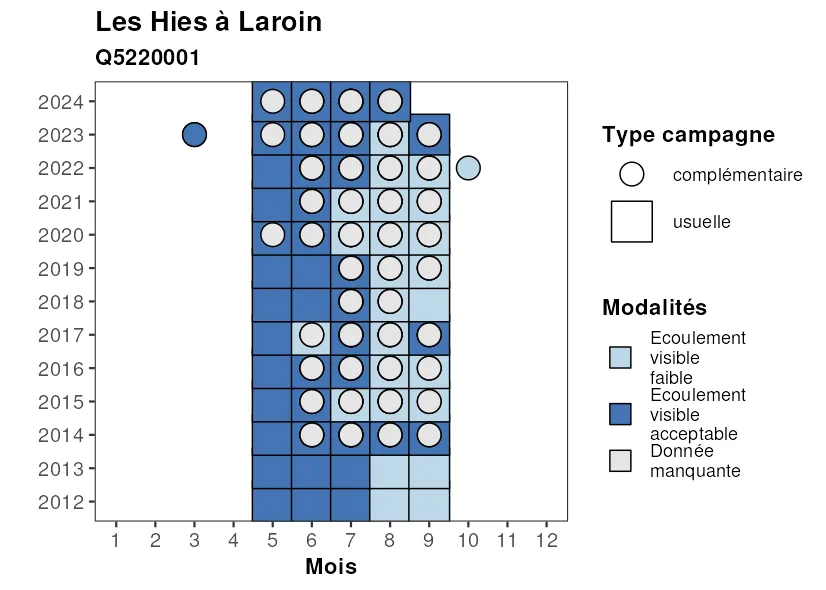 Les Hies à Laroin
Q5220001
2024
2023
2022
2021
2020
2019
2018
2017
2016
2015
2014
2013
2012
1 2 3 4 5 6 7 8 9 10 11 12
Mois
Type campagne
complémentaire
usuelle
Modalités
Ecoulement
visible
faible
Ecoulement
visible
acceptable
Donnée
manquante